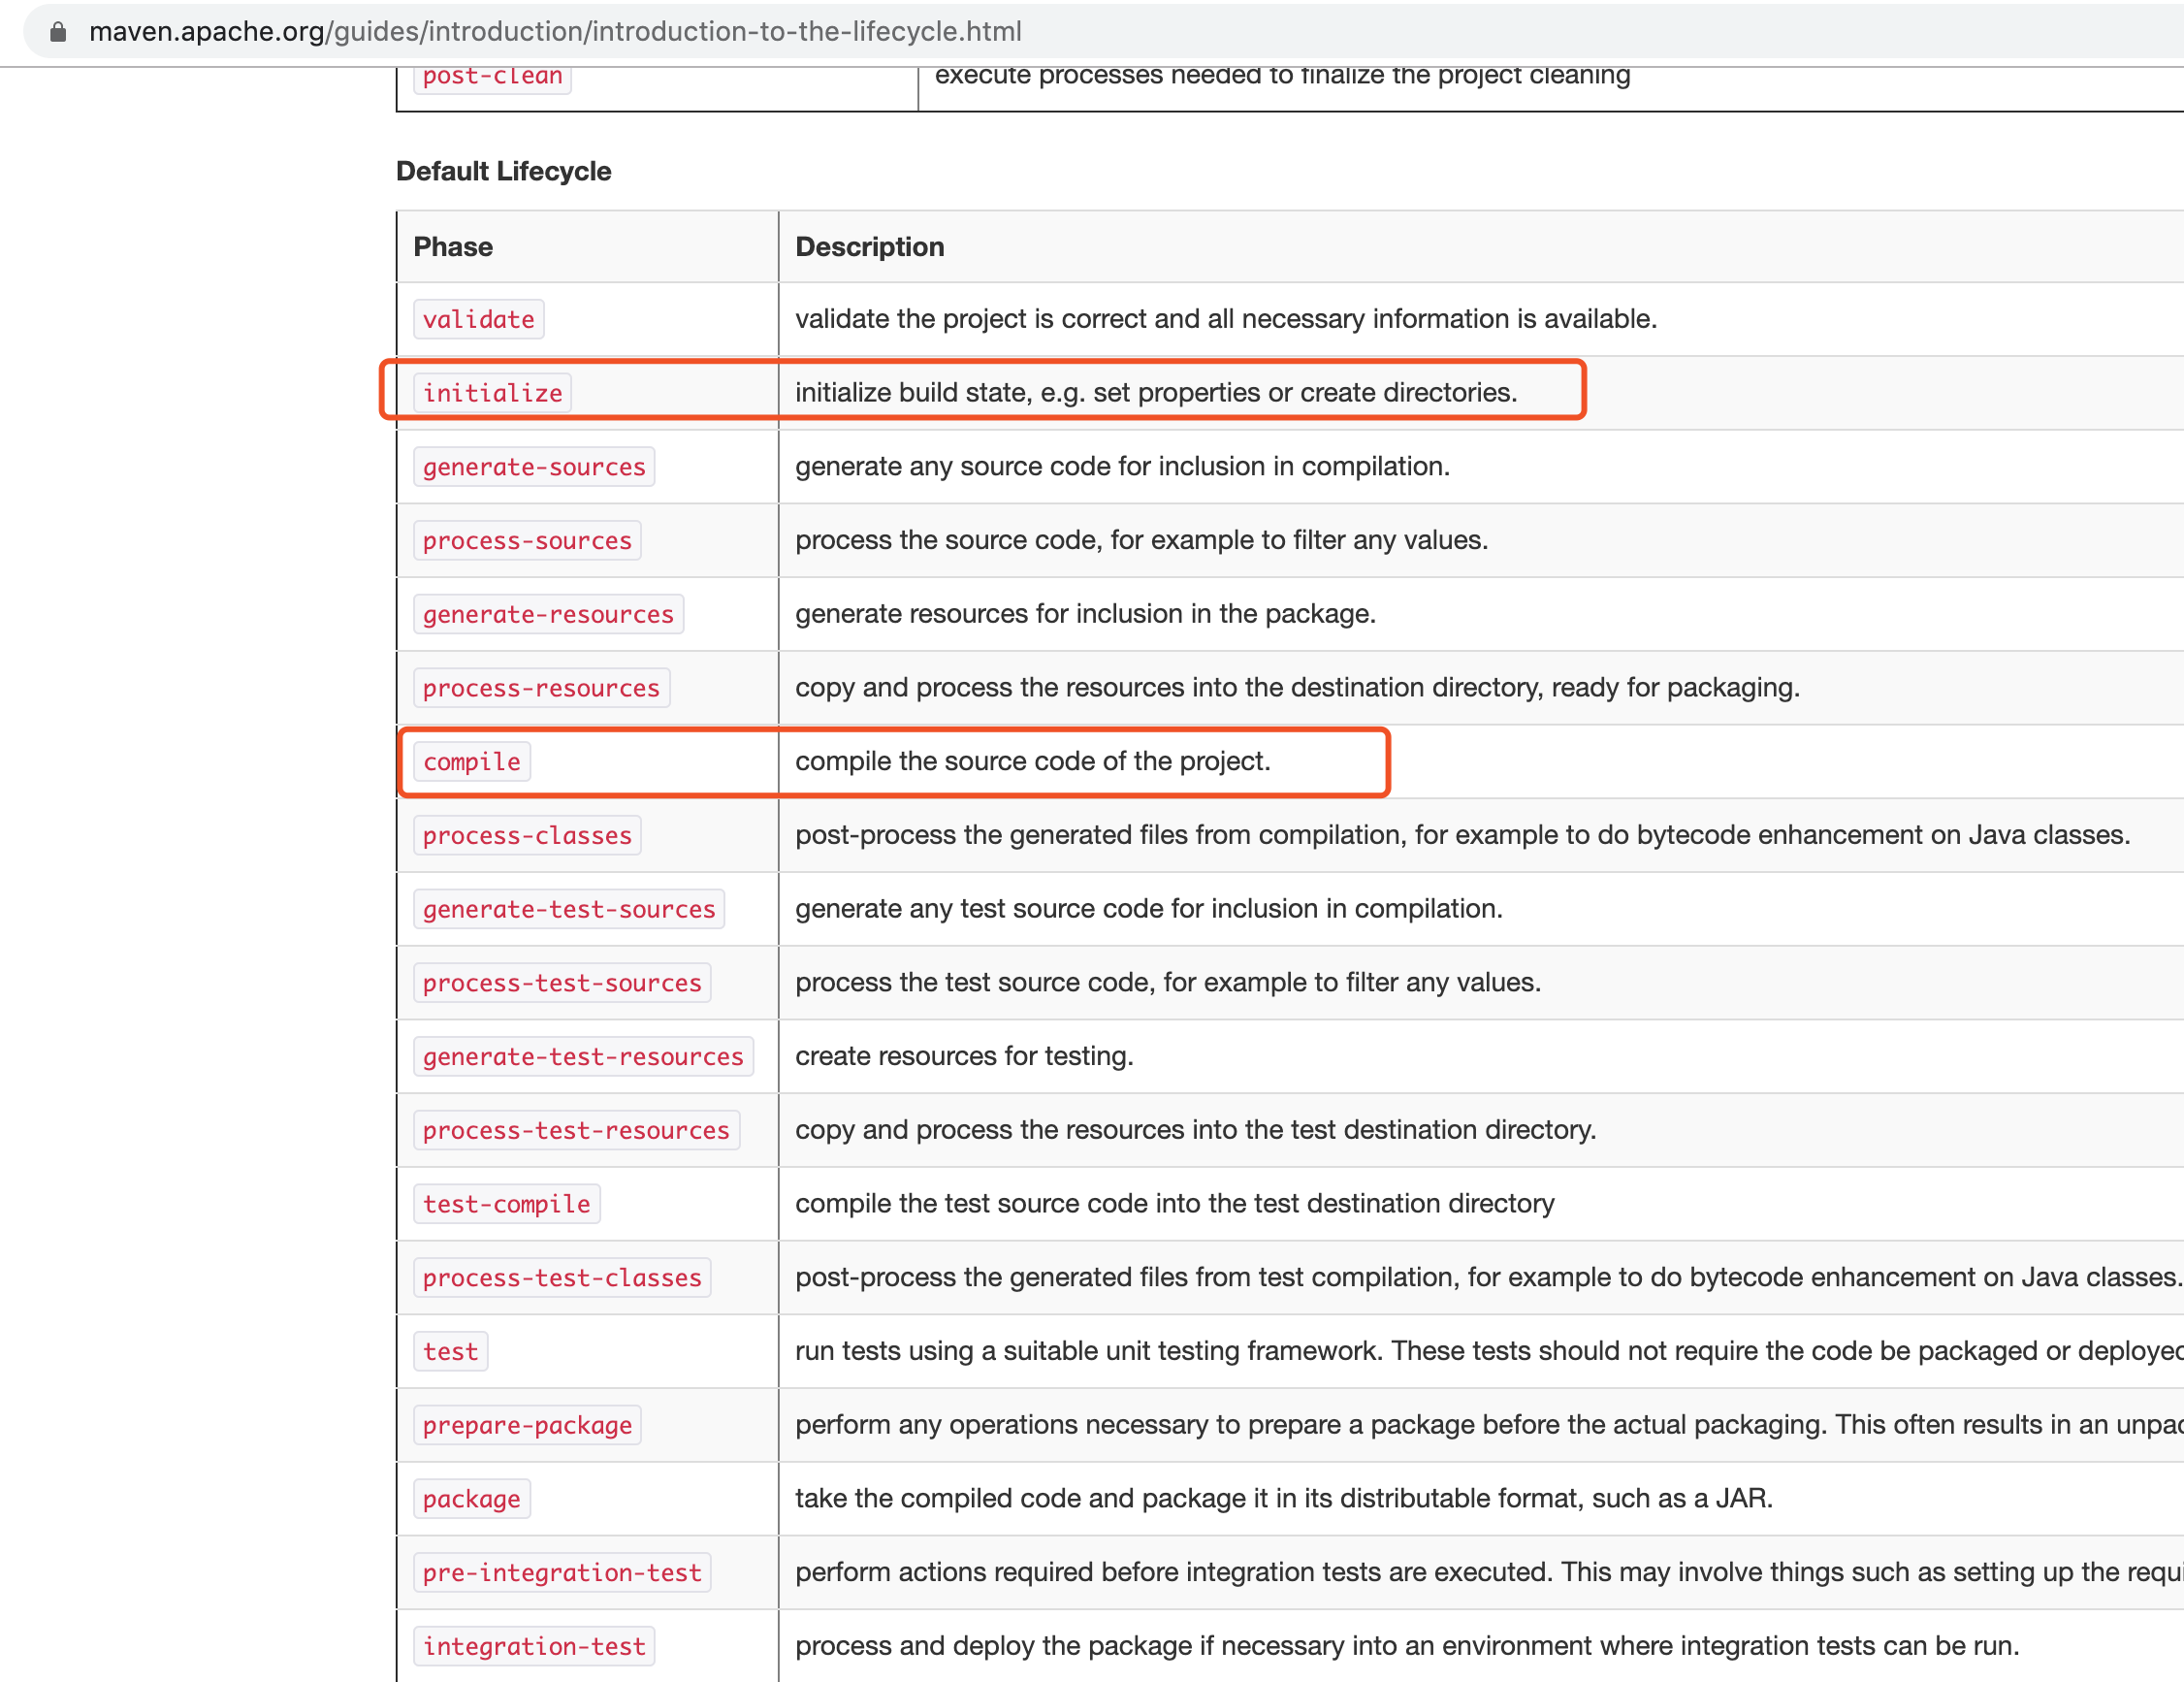 maven.apache.org/guides/introduction/introduction-to-the-lifecycle.html
post-clean execute processes needed to finalize the project cleaning
Default Lifecycle
Phase Description
validate validate the project is correct and all necessary information is available.
initialize initialize build state, e.g. set properties or create directories.
generate-sources generate any source code for inclusion in compilation.
process-sources process the source code, for example to filter any values.
generate-resources generate resources for inclusion in the package.
process-resources copy and process the resources into the destination directory, ready for packaging.
compile compile the source code of the project.
process-classes post-process the generated files from compilation, for example to do bytecode enhancement on Java classes.
generate-test-sources generate any test source code for inclusion in compilation.
process-test-sources process the test source code, for example to filter any values.
generate-test-resources create resources for testing.
process-test-resources copy and process the resources into the test destination directory.
test-compile compile the test source code into the test destination directory
process-test-classes post-process the generated files from test compilation, for example to do bytecode enhancement on Java classes.
test run tests using a suitable unit testing framework. These tests should not require the code be packaged or deployed
prepare-package perform any operations necessary to prepare a package before the actual packaging. This often results in an
package take the compiled code and package it in its distributable format, such as a JAR.
pre-integration-test perform actions required before integration tests are executed. This may involve things such as setting up the
integration-test process and deploy the package if necessary into an environment where integration tests can be run.